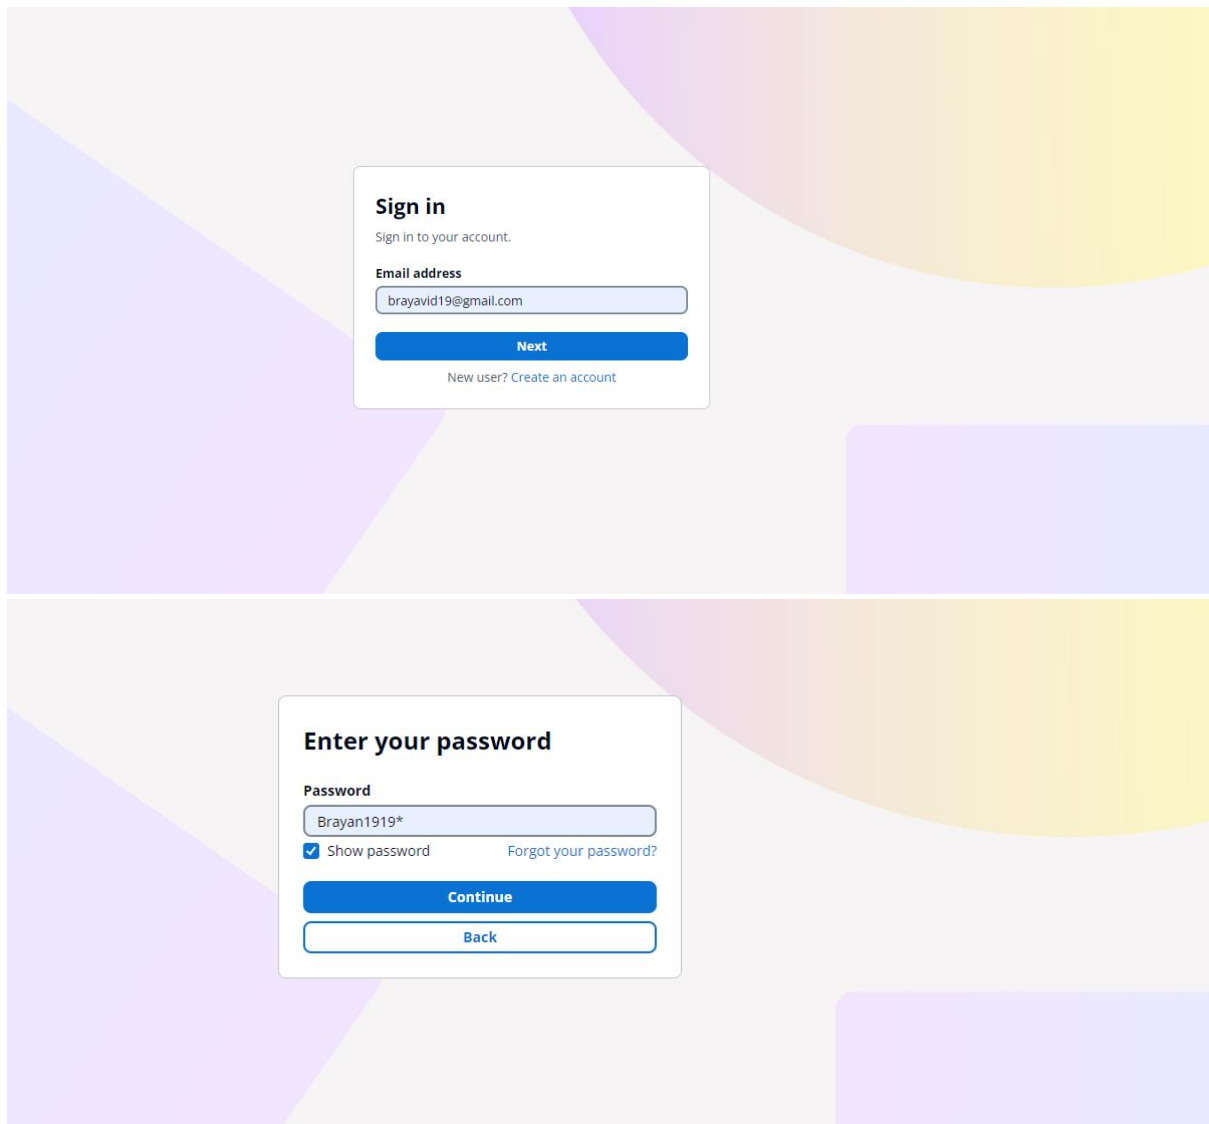 Sign in
Sign in to your account.
Email address
brayavid19@gmail.com
Next
New user? Create an account
Enter your password
Password
Brayan1919*
Show password
Forgot your password?
Continue
Back